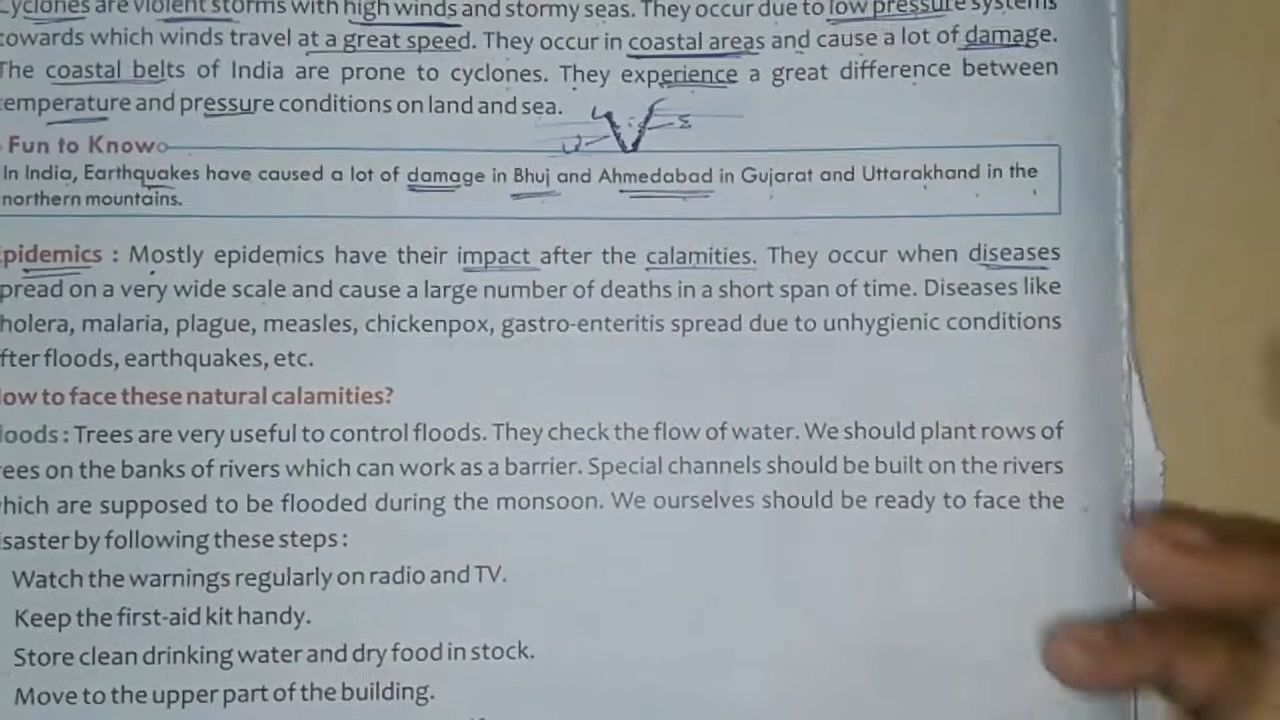 yclones are violent storms with high winds and stormy seas. They occur due to low pressure systems
towards which winds travel at a great speed. They occur in coastal areas and cause a lot of damage.
The coastal belts of India are prone to cyclones. They experience a great difference between
temperature and pressure conditions on land and sea.
Fun to Know
In India, Earthquakes have caused a lot of damage in Bhuj and Ahmedabad in Gujarat and Uttarakhand in the
northern mountains.
pidemics : Mostly epidemics have their impact after the calamities. They occur when diseases
pread on a very wide scale and cause a large number of deaths in a short span of time. Diseases like
holera, malaria, plague, measles, chickenpox, gastro-enteritis spread due to unhygienic conditions
fter floods, earthquakes, etc.
ow to face these natural calamities?
loods : Trees are very useful to control floods. They check the flow of water. We should plant rows of
rees on the banks of rivers which can work as a barrier. Special channels should be built on the rivers
hich are supposed to be flooded during the monsoon. We ourselves should be ready to face the
isaster by following these steps :
Watch the warnings regularly on radio and TV.
Keep the first-aid kit handy.
Store clean drinking water and dry food in stock.
Move to the upper part of the building.